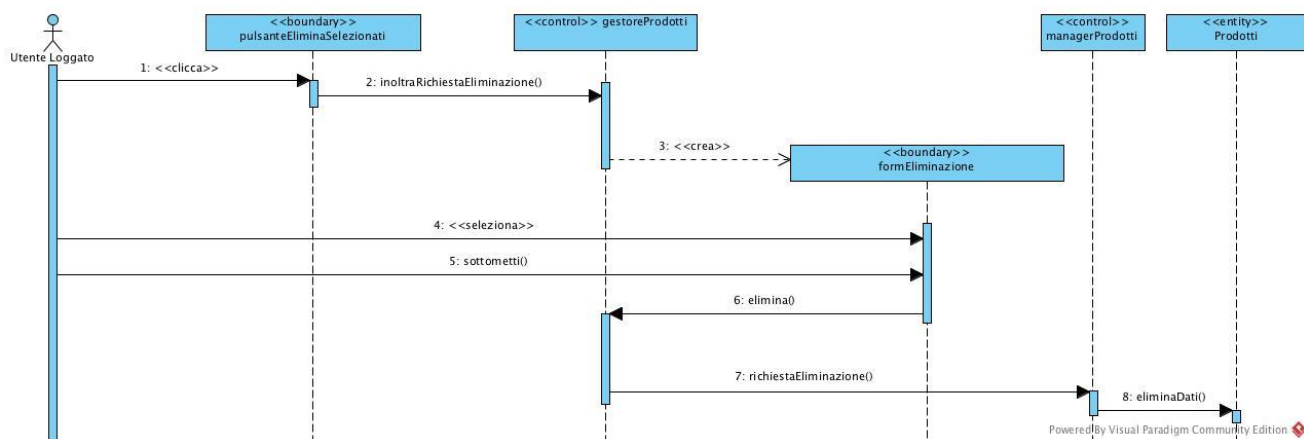 <<boundary>>
pulsanteEliminaSelezionati
<<control>> gestoreProdotti
<<control>>
managerProdotti
<<entity>>
Prodotti
Utente Loggato
1: <<clicca>>
2: inoltraRichiestaEliminazione()
3: <<crea>>
<<boundary>>
formEliminazione
4: <<seleziona>>
5: sottometti()
6: elimina()
7: richiestaEliminazione()
8: eliminaDati()
Powered By Visual Paradigm Community Edition